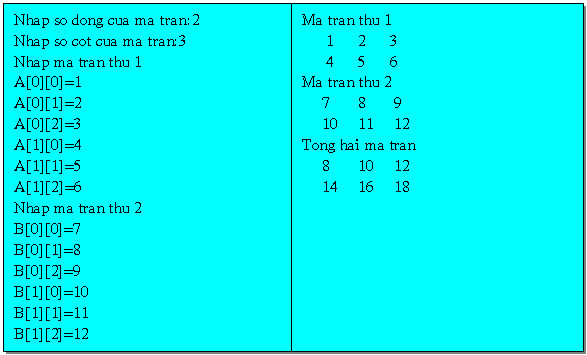 Nhap so dong cua ma tran:2
Nhap so cot cua ma tran:3
Nhap ma tran thu 1
A[0][0]=1
A[0][1]=2
A[0][2]=3
A[1][0]=4
A[1][1]=5
A[1][2]=6
Nhap ma tran thu 2
B[0][0]=7
B[0][1]=8
B[0][2]=9
B[1][0]=10
B[1][1]=11
B[1][2]=12
Ma tran thu 1
1 2 3
4 5 6
Ma tran thu 2
7 8 9
10 11 12
Tong hai ma tran
8 10 12
14 16 18